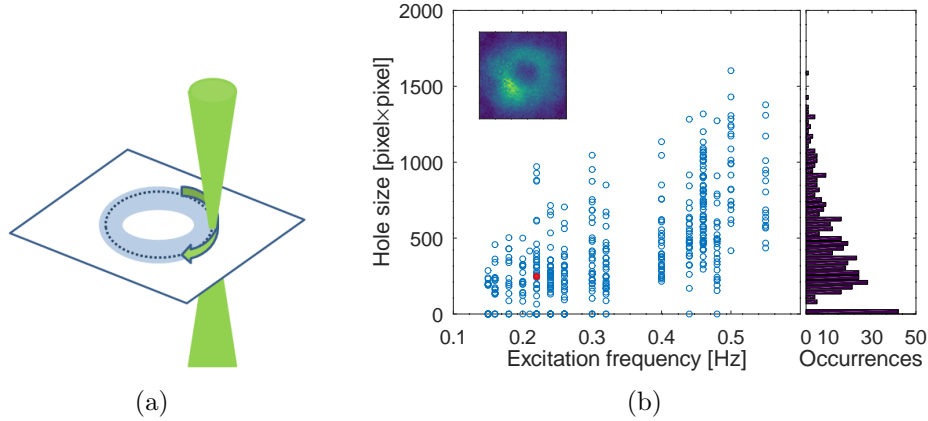 2000
1500
1000
500
0
Hole size [pixel×pixel]
0.1 0.2 0.3 0.4 0.5
Excitation frequency [Hz]
0 10 30 50
Occurrences
(a) (b)